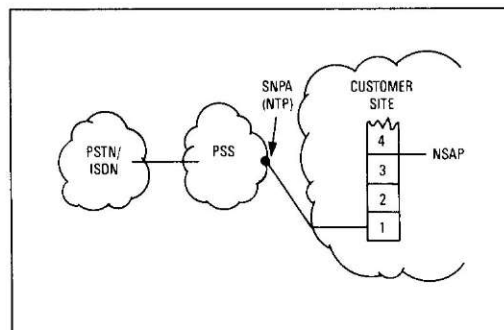 SNPA
(NTP)
CUSTOMER
SITE
PSTN/
ISDN
PSS
4
3
2
1
NSAP